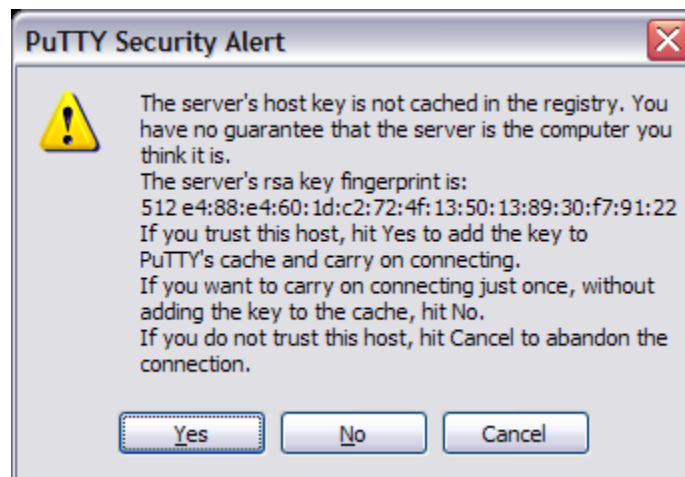 PuTTY Security Alert
The server's host key is not cached in the registry. You
have no guarantee that the server is the computer you
think it is.
The server's rsa key fingerprint is:
512 e4:88:e4:60:1d:c2:72:4f:13:50:13:89:30:f7:91:22
If you trust this host, hit Yes to add the key to
PuTTY's cache and carry on connecting.
If you want to carry on connecting just once, without
adding the key to the cache, hit No.
If you do not trust this host, hit Cancel to abandon the
connection.
Yes No Cancel